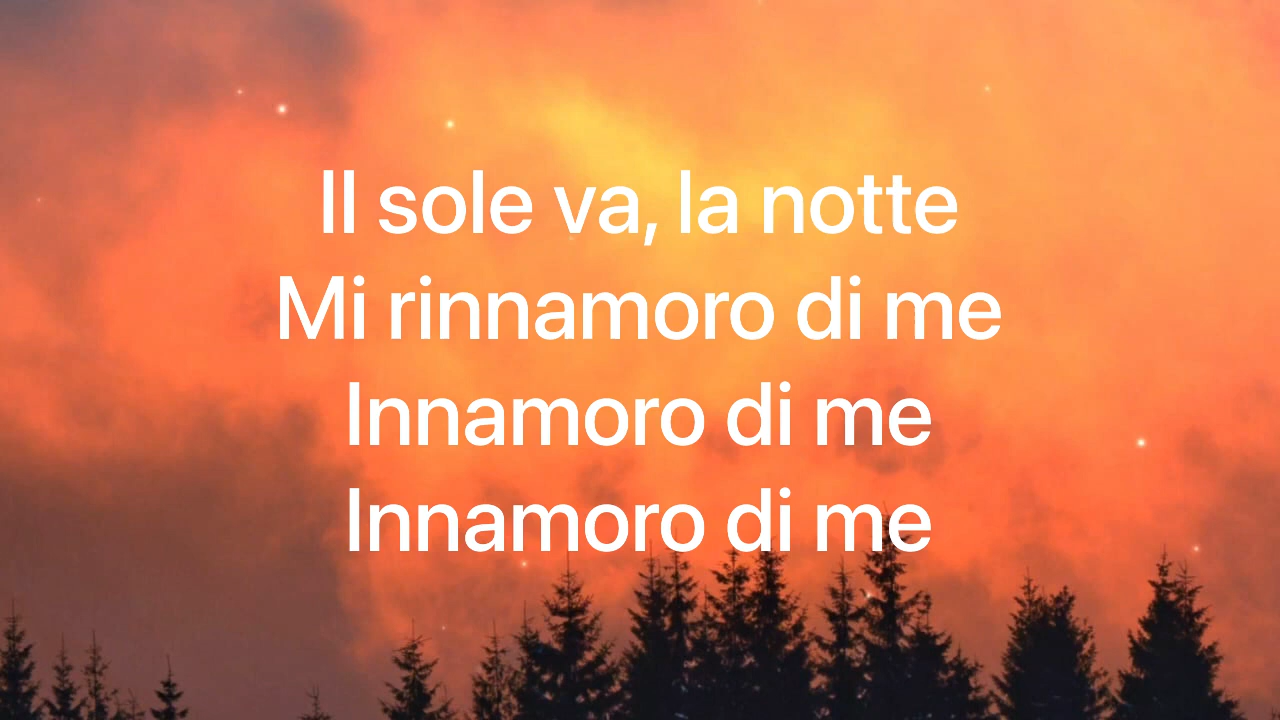 Il sole va, la notte
Mi rinnamoro di me
Innamoro di me
Innamoro di me